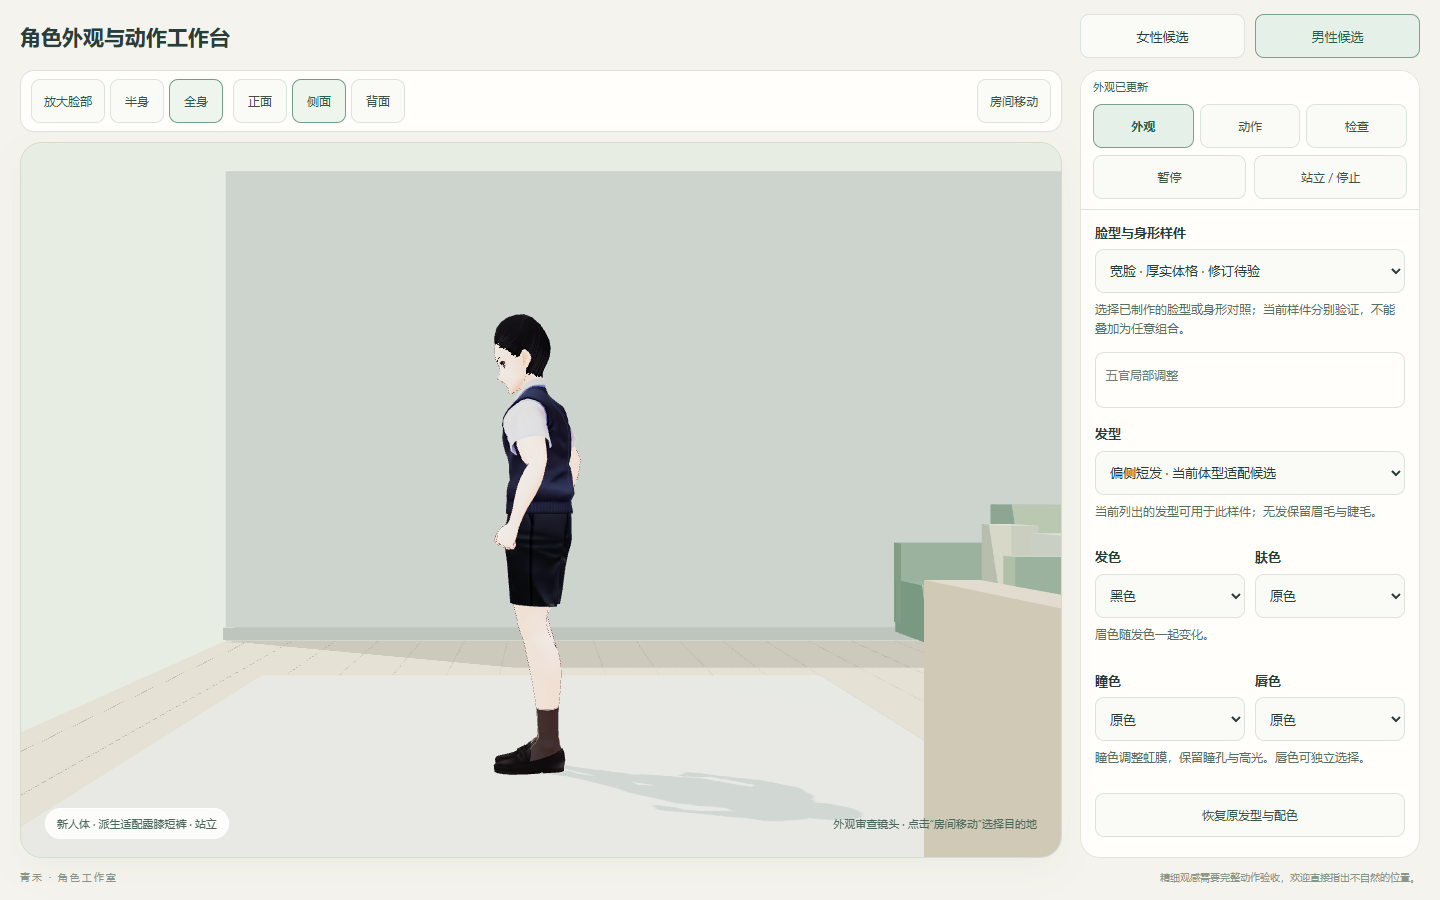 角色外观与动作工作台
女性候选
男性候选
放大脸部
半身
全身
正面
侧面
背面
房间移动
外观已更新
外观
动作
检查
暂停
站立 / 停止
脸型与身形样件
宽脸 · 厚实体格 · 修订待验
选择已制作的脸型或身形对照；当前样件分别验证，不能
叠加为任意组合。
五官局部调整
发型
偏侧短发 · 当前体型适配候选
当前列出的发型可用于此样件；无发保留眉毛与睫毛。
发色
肤色
黑色
原色
眉色随发色一起变化。
瞳色
唇色
原色
原色
瞳色调整虹膜，保留瞳孔与高光。唇色可独立选择。
恢复原发型与配色
新人体 · 派生适配露膝短裤 · 站立
外观审查镜头 · 点击“房间移动”选择目的地
青禾 · 角色工作室
精细观感需要完整动作验收，欢迎直接指出不自然的位置。